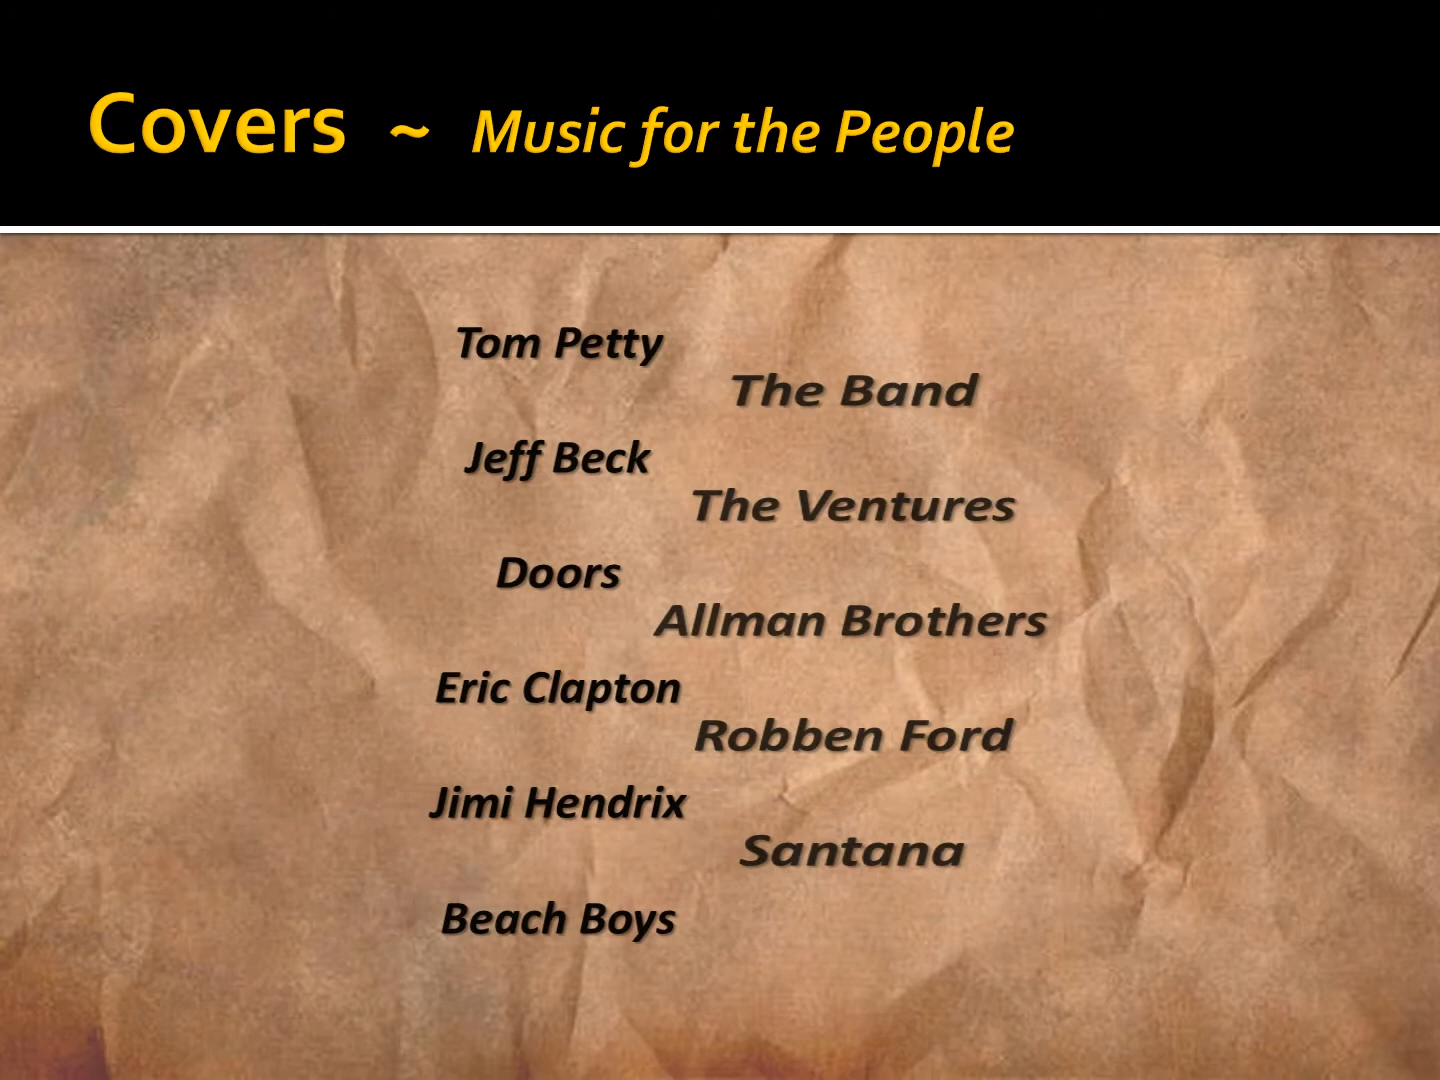 Covers ~ Music for the People
Tom Petty
The Band
Jeff Beck
The Ventures
Doors
Allman Brothers
Eric Clapton
Robben Ford
Jimi Hendrix
Santana
Beach Boys